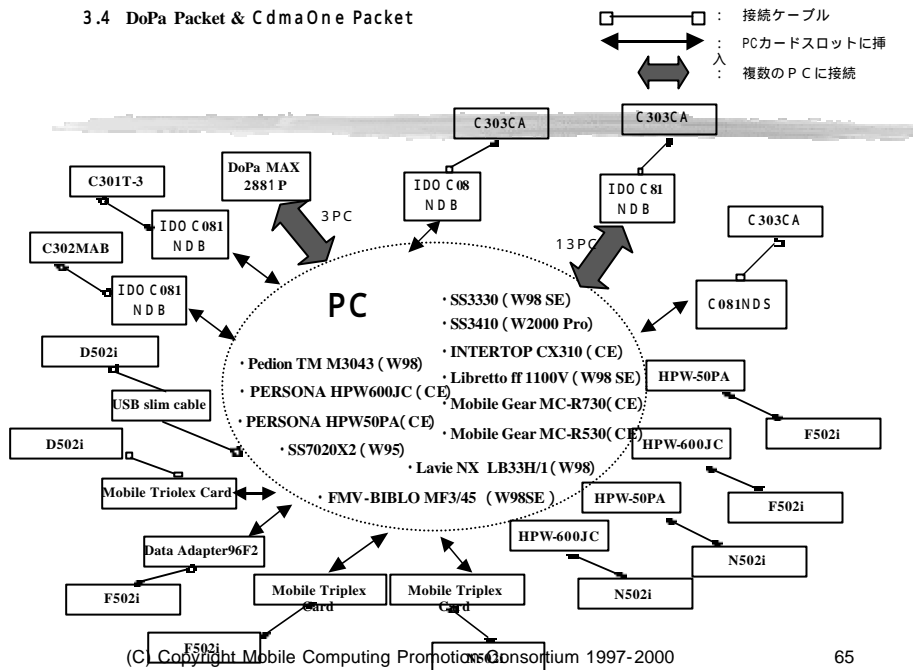 3.4 DoPa Packet & CdmaOne Packet
： 接続ケーブル
： PCカードスロットに挿入
： 複数のＰＣに接続
C303CA
C303CA
DoPa MAX
2881P
C301T-3
IDO C08
NDB
IDO C81
NDB
3PC
IDO C081
NDB
13PC
C303CA
C302MAB
IDO C081
NDB
C081NDS
PC
・SS3330（W98 SE）
・SS3410（W2000 Pro）
・INTERTOP CX310（CE）
・Libretto ff 1100V（W98 SE）
・Mobile Gear MC-R730(CE)
・Mobile Gear MC-R530(CE)
・Pedion TM M3043（W98）
・PERSONA HPW600JC（CE）
・PERSONA HPW50PA(CE)
・SS7020X2（W95）
・Lavie NX LB33H/1（W98）
・FMV-BIBLO MF3/45 （W98SE）
D502i
USB slim cable
D502i
Mobile Triolex Card
Data Adapter96F2
F502i
HPW-50PA
F502i
HPW-600JC
F502i
HPW-50PA
N502i
HPW-600JC
N502i
Mobile Triplex
Card
F502i
Mobile Triplex
Card
N502i
(C) Copyright Mobile Computing Promotion Consortium 1997-2000
65